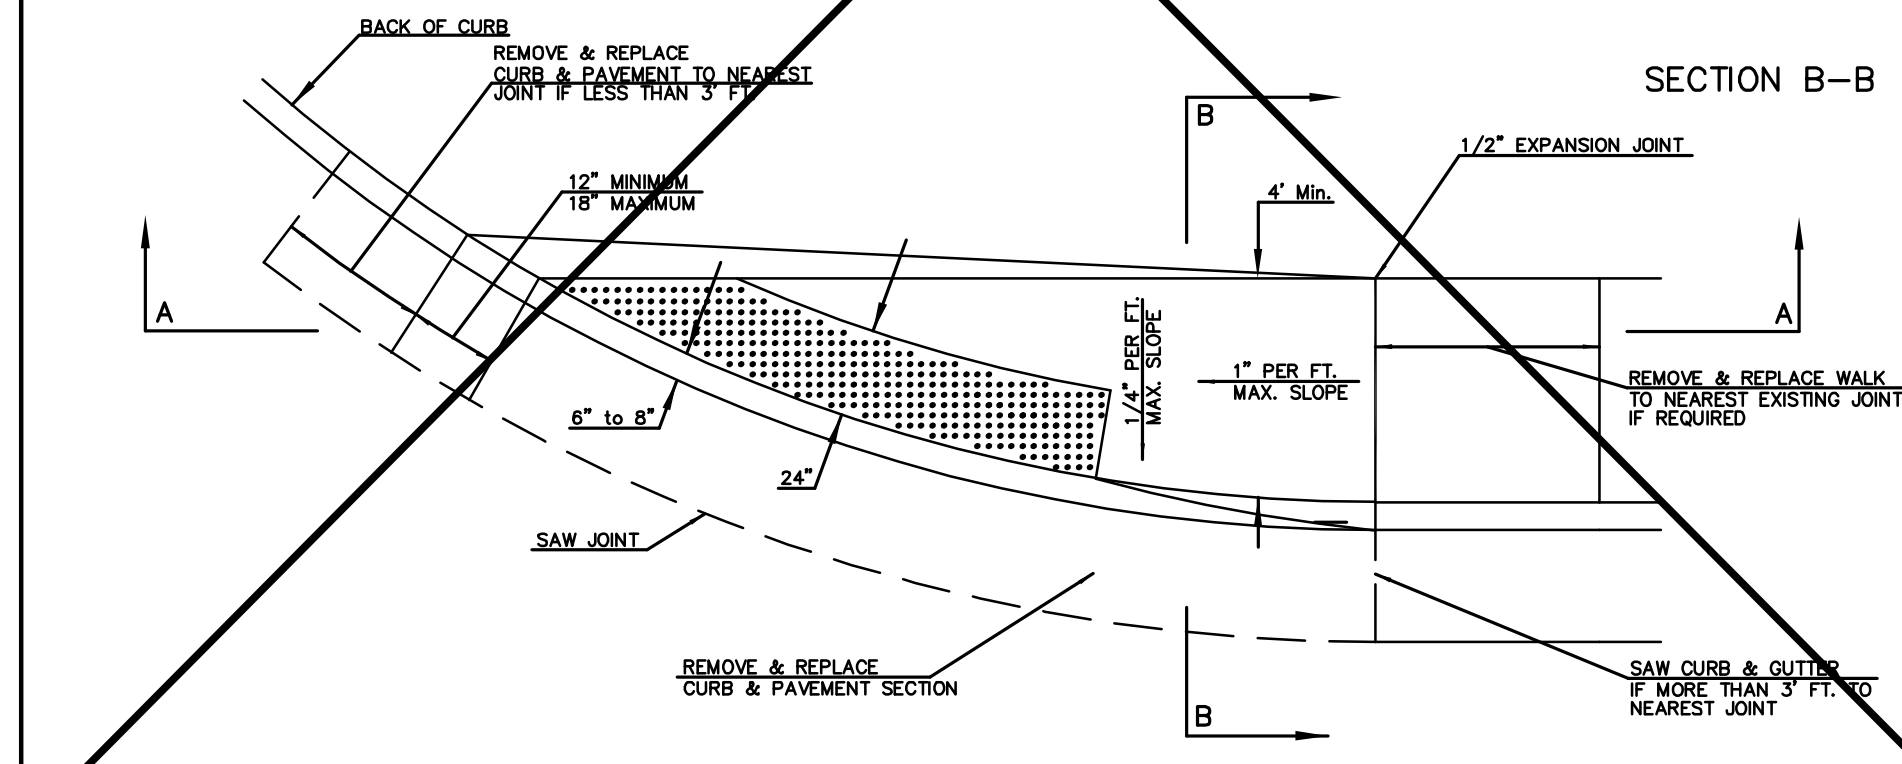 BACK OF CURB
REMOVE & REPLACE
CURB & PAVEMENT TO NEAREST
JOINT IF LESS THAN 3' FT.
SECTION B-B
B
1/2" EXPANSION JOINT
12" MINIMUM
18" MAXIMUM
4' Min.
A
A
1/4" PER FT.
MAX. SLOPE
1" PER FT.
MAX. SLOPE
REMOVE & REPLACE WALK
TO NEAREST EXISTING JOINT
IF REQUIRED
6" to 8"
24"
SAW JOINT
REMOVE & REPLACE
CURB & PAVEMENT SECTION
SAW CURB & GUTTER
IF MORE THAN 3' FT. TO
NEAREST JOINT
B